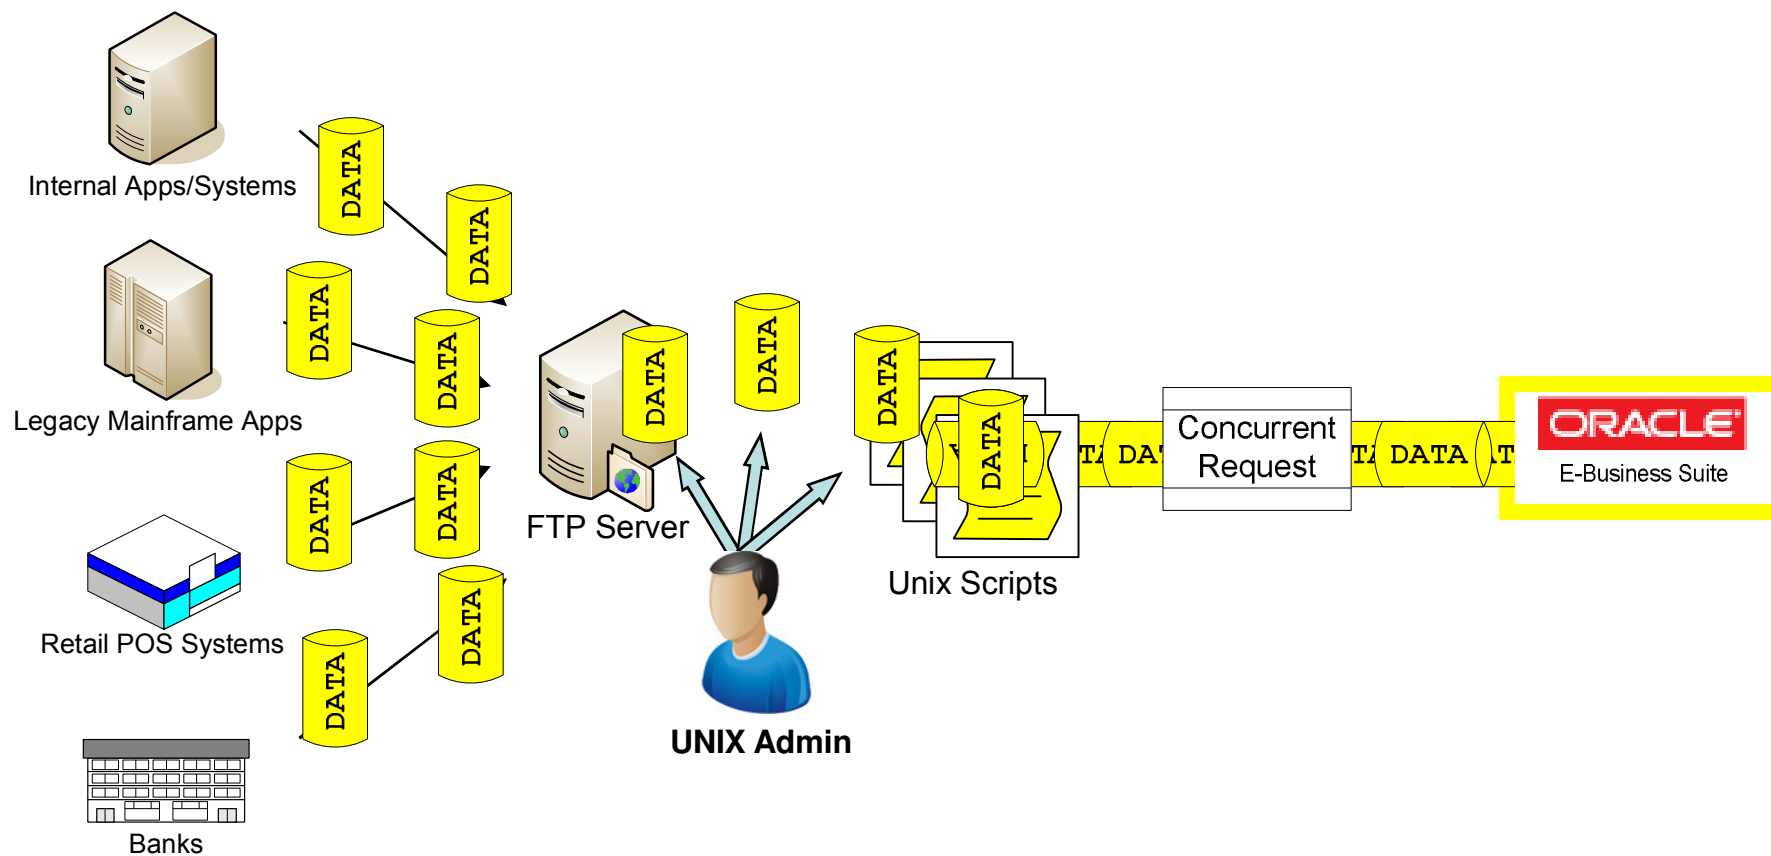 Internal Apps/Systems
DATA
DATA
Legacy Mainframe Apps
DATA
DATA
DATA
DATA
Retail POS Systems
DATA
DATA
Banks
FTP Server
DATA
DATA
DATA
DATA
UNIX Admin
Unix Scripts
DATA
Concurrent
Request
DATA
ORACLE
E-Business Suite